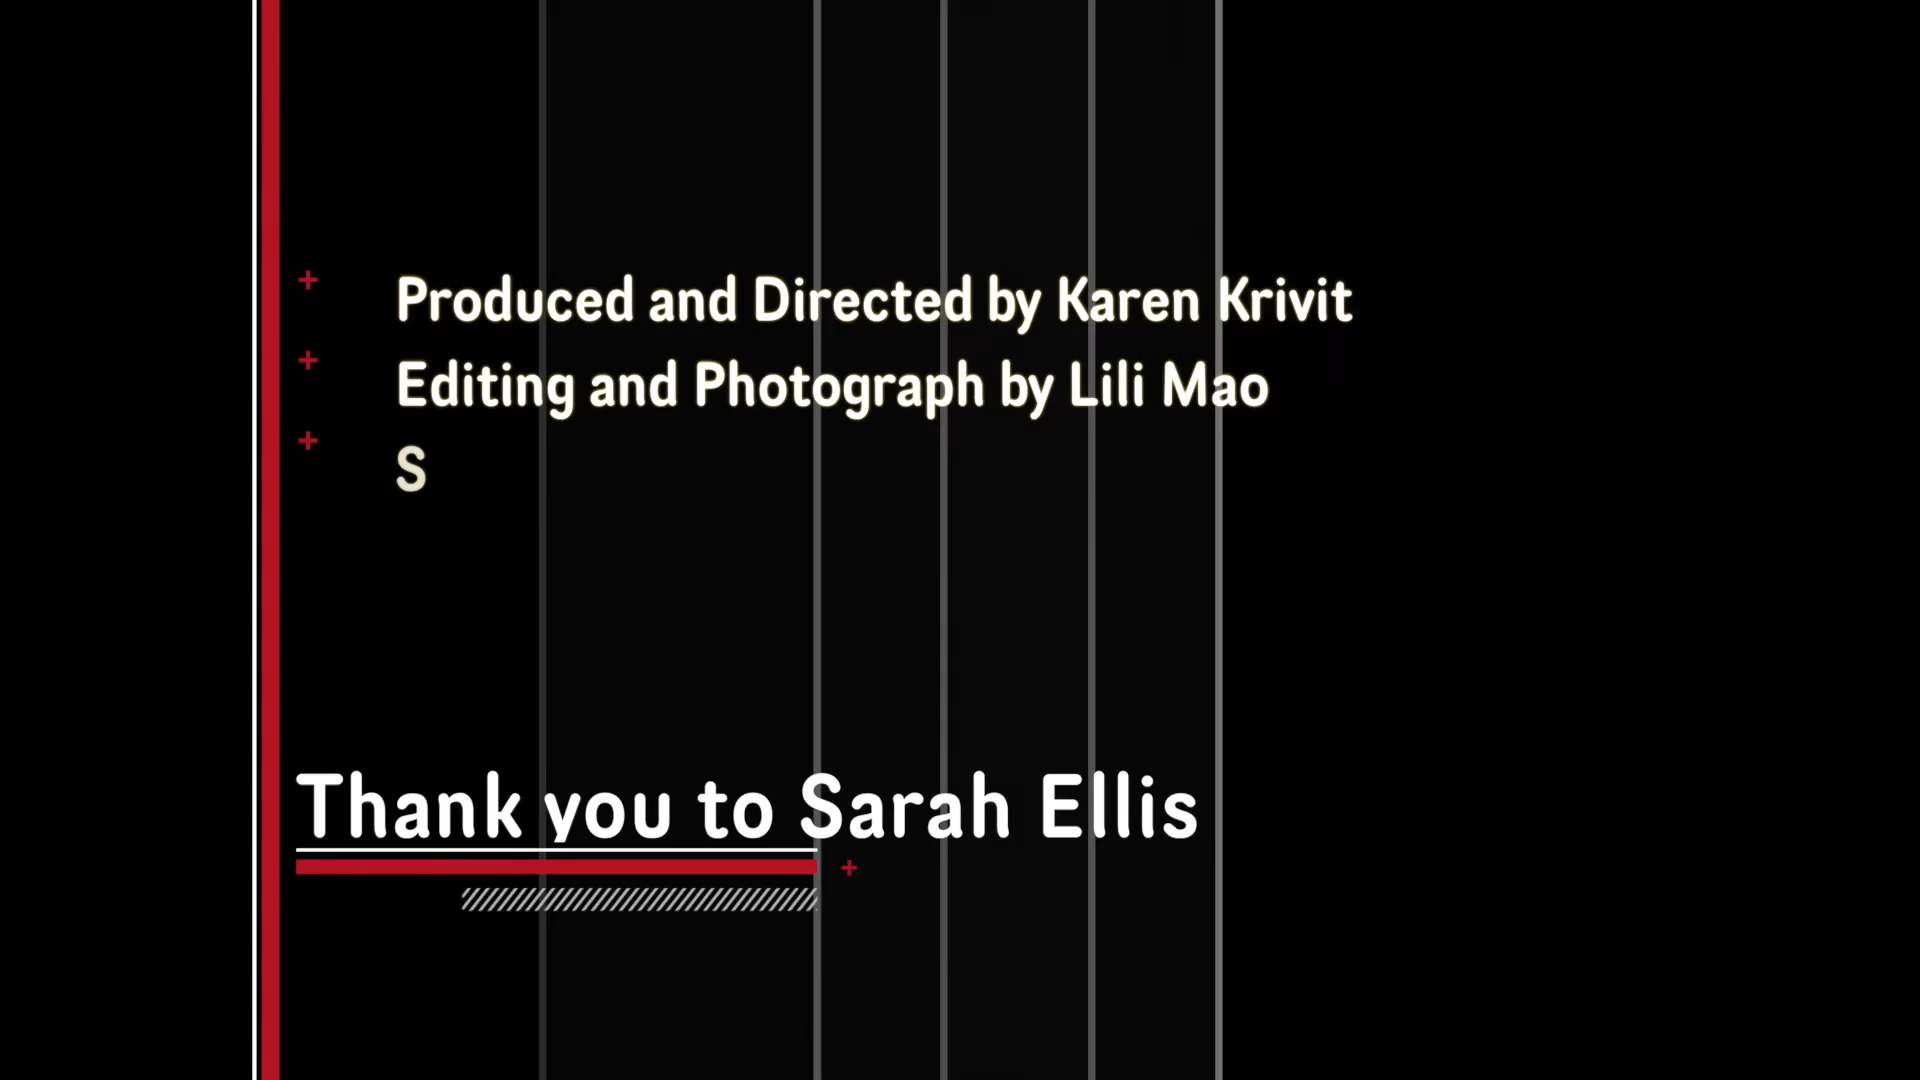 Produced and Directed by Karen Krivit
Editing and Photograph by Lili Mao
S
Thank you to Sarah Ellis